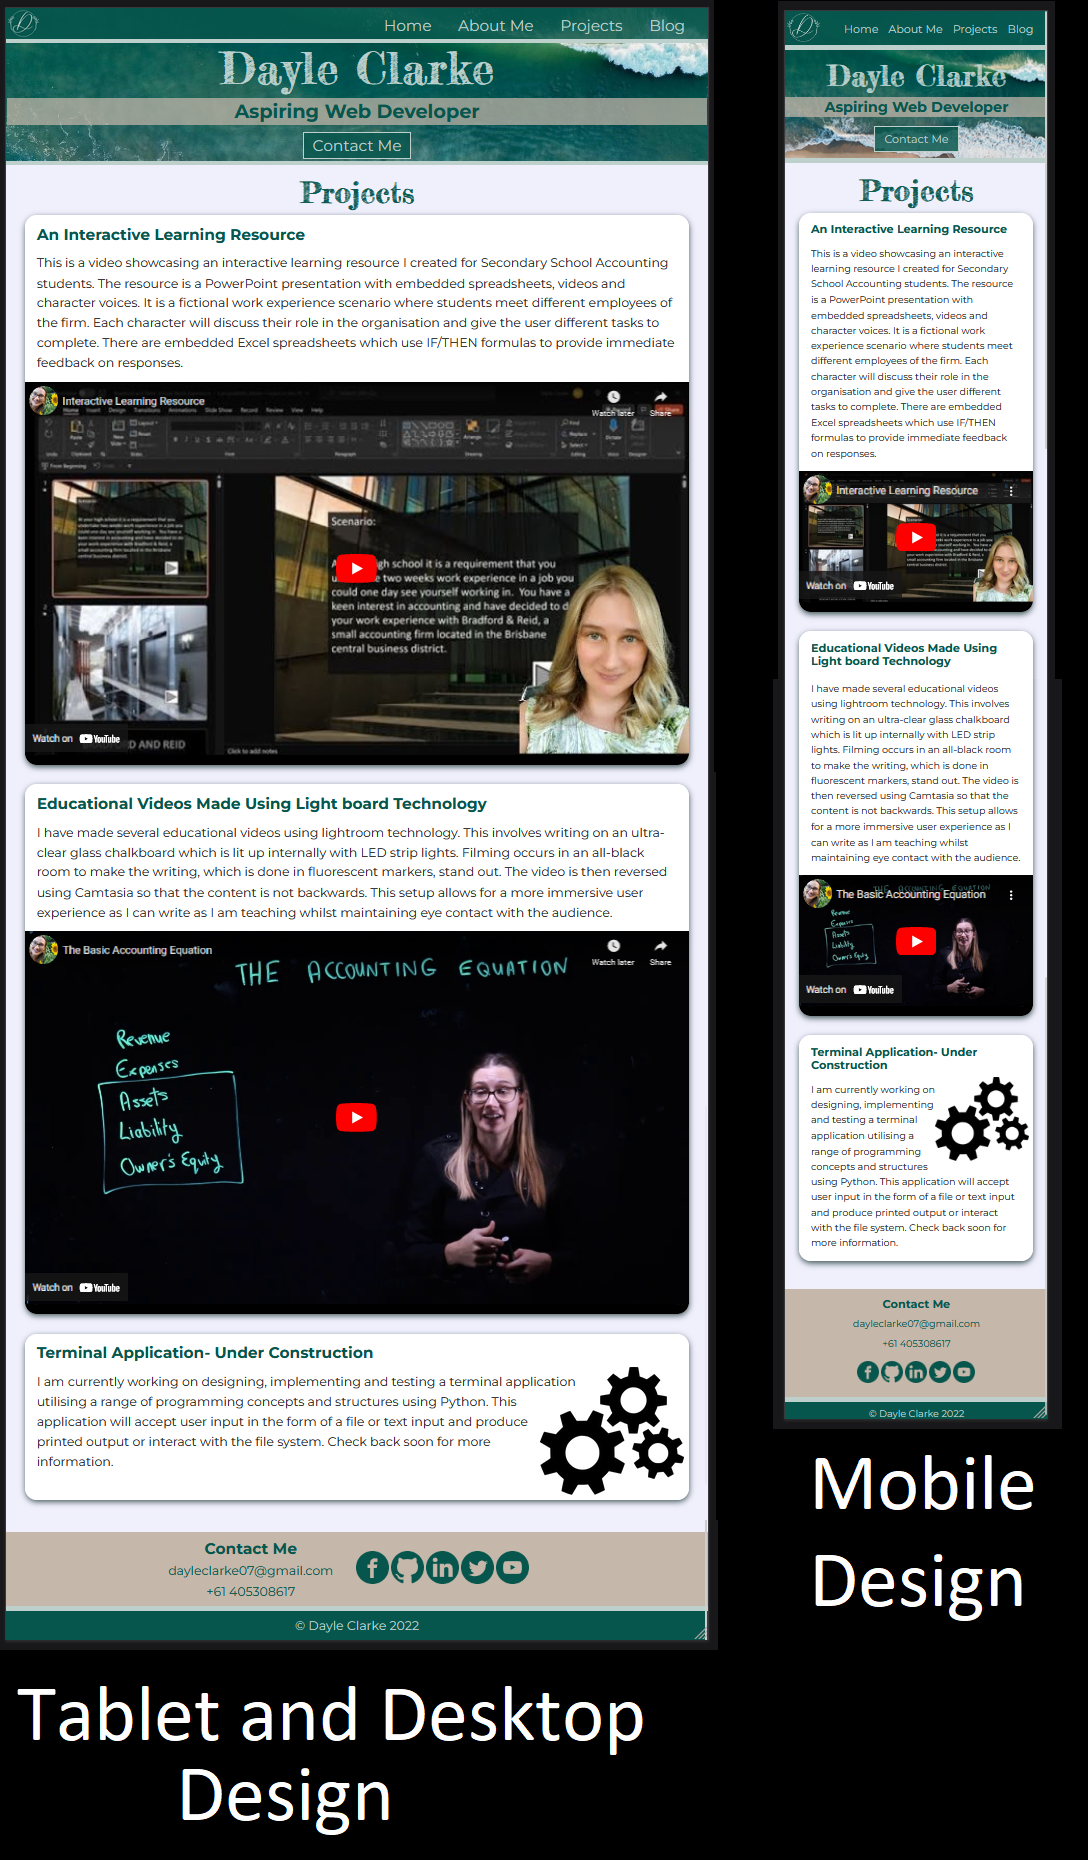 Home About Me Projects Blog
Dayle Clarke
Aspiring Web Developer
Contact Me
Projects
An Interactive Learning Resource
This is a video showcasing an interactive learning resource I created for Secondary School Accounting
students. The resource is a PowerPoint presentation with embedded spreadsheets, videos and
character voices. It is a fictional work experience scenario where students meet different employees of
the firm. Each character will discuss their role in the organisation and give the user different tasks to
complete. There are embedded Excel spreadsheets which use IF/THEN formulas to provide immediate
feedback on responses.
Interactive Learning Resource
Watch later Share
Scenario:
high school it is a requirement that you
two weeks work experience in a job you
could one day see yourself working in. You have a
keen interest in accounting and have decided to d
your work experience with Bradford & Reid, a
small accounting firm located in the Brisbane
central business district.
Watch on YouTube
D AND REID
Click to add notes
Educational Videos Made Using Light board Technology
I have made several educational videos using lightroom technology. This involves writing on an ultra-
clear glass chalkboard which is lit up internally with LED strip lights. Filming occurs in an all-black
room to make the writing, which is done in fluorescent markers, stand out. The video is then reversed
using Camtasia so that the content is not backwards. This setup allows for a more immersive user
experience as I can write as I am teaching whilst maintaining eye contact with the audience.
The Basic Accounting Equation
Watch later Share
THE ACCOUNTING EQUATION
Revenue
Expenses
Assets
Liability
Owner's Equity
Watch on YouTube
Terminal Application- Under Construction
I am currently working on designing, implementing and testing a terminal application
utilising a range of programming concepts and structures using Python. This
application will accept user input in the form of a file or text input and produce
printed output or interact with the file system. Check back soon for more
information.
Contact Me
dayleclarke07@gmail.com
+61 405308617
© Dayle Clarke 2022
Tablet and Desktop
Design
Home About Me Projects Blog
Dayle Clarke
Aspiring Web Developer
Contact Me
Projects
An Interactive Learning Resource
This is a video showcasing an interactive
learning resource I created for Secondary
School Accounting students. The resource
is a PowerPoint presentation with
embedded spreadsheets, videos and
character voices. It is a fictional work
experience scenario where students meet
different employees of the firm. Each
character will discuss their role in the
organisation and give the user different
tasks to complete. There are embedded
Excel spreadsheets which use IF/THEN
formulas to provide immediate feedback
on responses.
Interactive Learning Resource
Watch on YouTube
Educational Videos Made Using
Light board Technology
I have made several educational videos
using lightroom technology. This involves
writing on an ultra-clear glass chalkboard
which is lit up internally with LED strip
lights. Filming occurs in an all-black room
to make the writing, which is done in
fluorescent markers, stand out. The video is
then reversed using Camtasia so that the
content is not backwards. This setup allows
for a more immersive user experience as I
can write as I am teaching whilst
maintaining eye contact with the audience.
The Basic Accounting Equation
THE ACCOUNTING EQUATION
Revenue
Expenses
Assets
Liability
Owner's Equity
Watch on YouTube
Terminal Application- Under
Construction
I am currently working on
designing, implementing
and testing a terminal
application utilising a
range of programming
concepts and structures
using Python. This application will accept
user input in the form of a file or text input
and produce printed output or interact
with the file system. Check back soon for
more information.
Contact Me
dayleclarke07@gmail.com
+61 405308617
© Dayle Clarke 2022
Mobile
Design